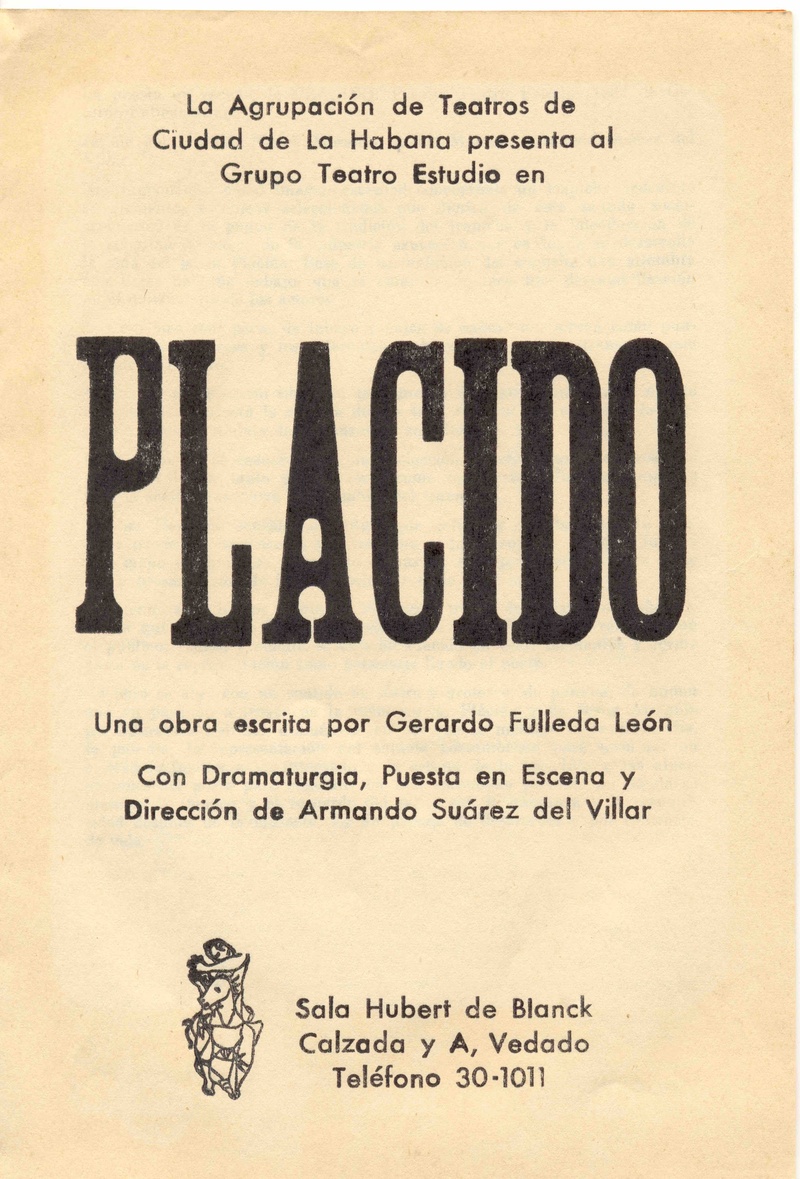 La Agrupación de Teatros de
Ciudad de La Habana presenta al
Grupo Teatro Estudio en
PLACIDO
Una obra escrita por Gerardo Fulleda León
Con Dramaturgia, Puesta en Escena y
Dirección de Armando Suárez del Villar
Sala Hubert de Blanck
Calzada y A, Vedado
Teléfono 30-1011